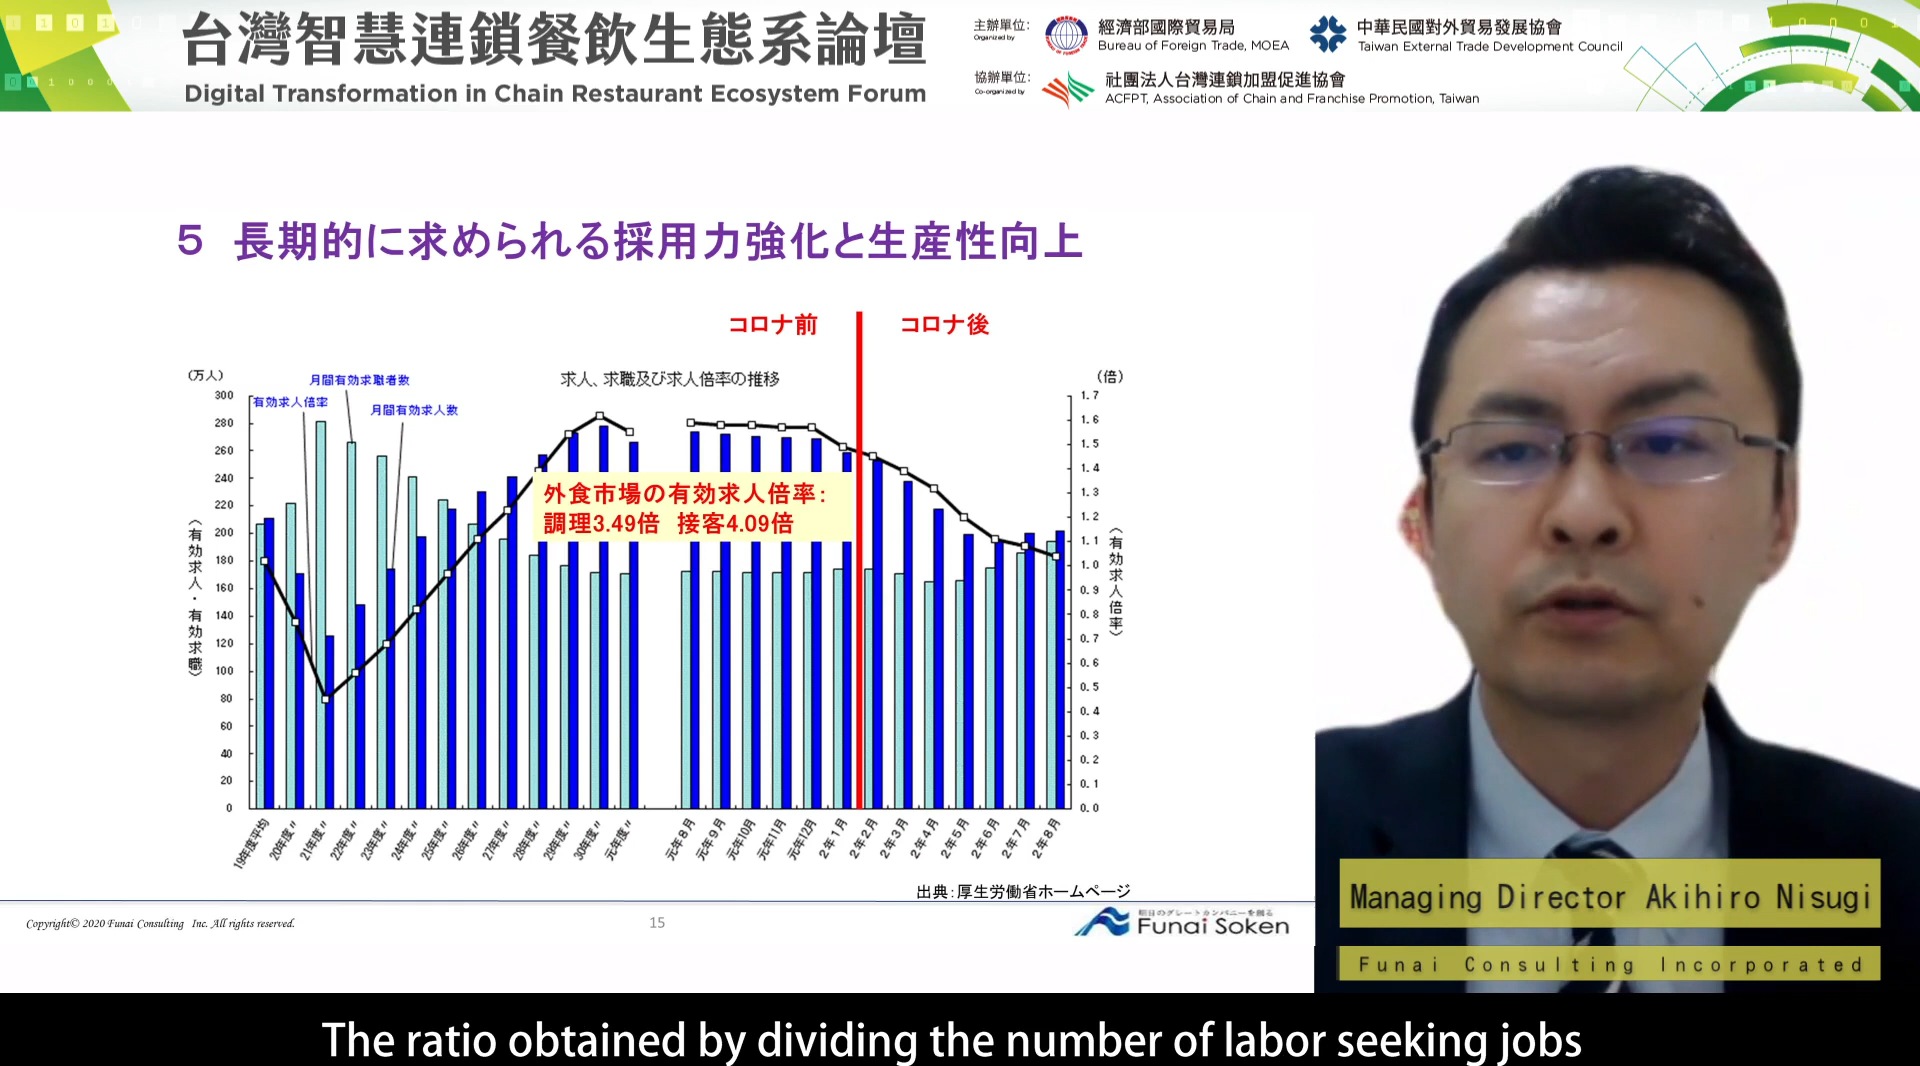 台灣智慧連鎖餐飲生態系論壇
Digital Transformation in Chain Restaurant Ecosystem Forum
主辦單位:
Organized by
經濟部國際貿易局
Bureau of Foreign Trade, MOEA
中華民國對外貿易發展協會
Taiwan External Trade Development Council
協辦單位:
Co-organized by
社團法人台灣連鎖加盟促進協會
ACFPT, Association of Chain and Franchise Promotion, Taiwan
5 長期的に求められる採用力強化と生産性向上
コロナ前
コロナ後
(万人)
求人、求職及び求人倍率の推移
(倍)
月間有効求職者数
有効求人倍率
月間有効求人数
300
280
260
240
220
200
180
160
140
120
100
80
60
40
20
0
(有効求人・有効求職)
外食市場の有効求人倍率:
調理3.49倍 接客4.09倍
1.7
1.6
1.5
1.4
1.3
1.2
1.1
1.0
0.9
0.8
0.7
0.6
0.5
0.4
0.3
0.2
0.1
0.0
(有効求人倍率)
19年度平均
20年度〃
21年度〃
22年度〃
23年度〃
24年度〃
25年度〃
26年度〃
27年度〃
28年度〃
29年度〃
30年度〃
元年度〃
元年8月
元年9月
元年10月
元年11月
元年12月
2年1月
2年2月
2年3月
2年4月
2年5月
2年6月
2年7月
2年8月
出典:厚生労働省ホームページ
Copyright© 2020 Funai Consulting Inc. All rights reserved.
15
明日のグレートカンパニーを創る
Funai Soken
Managing Director Akihiro Nisugi
Funai Consulting Incorporated
The ratio obtained by dividing the number of labor seeking jobs